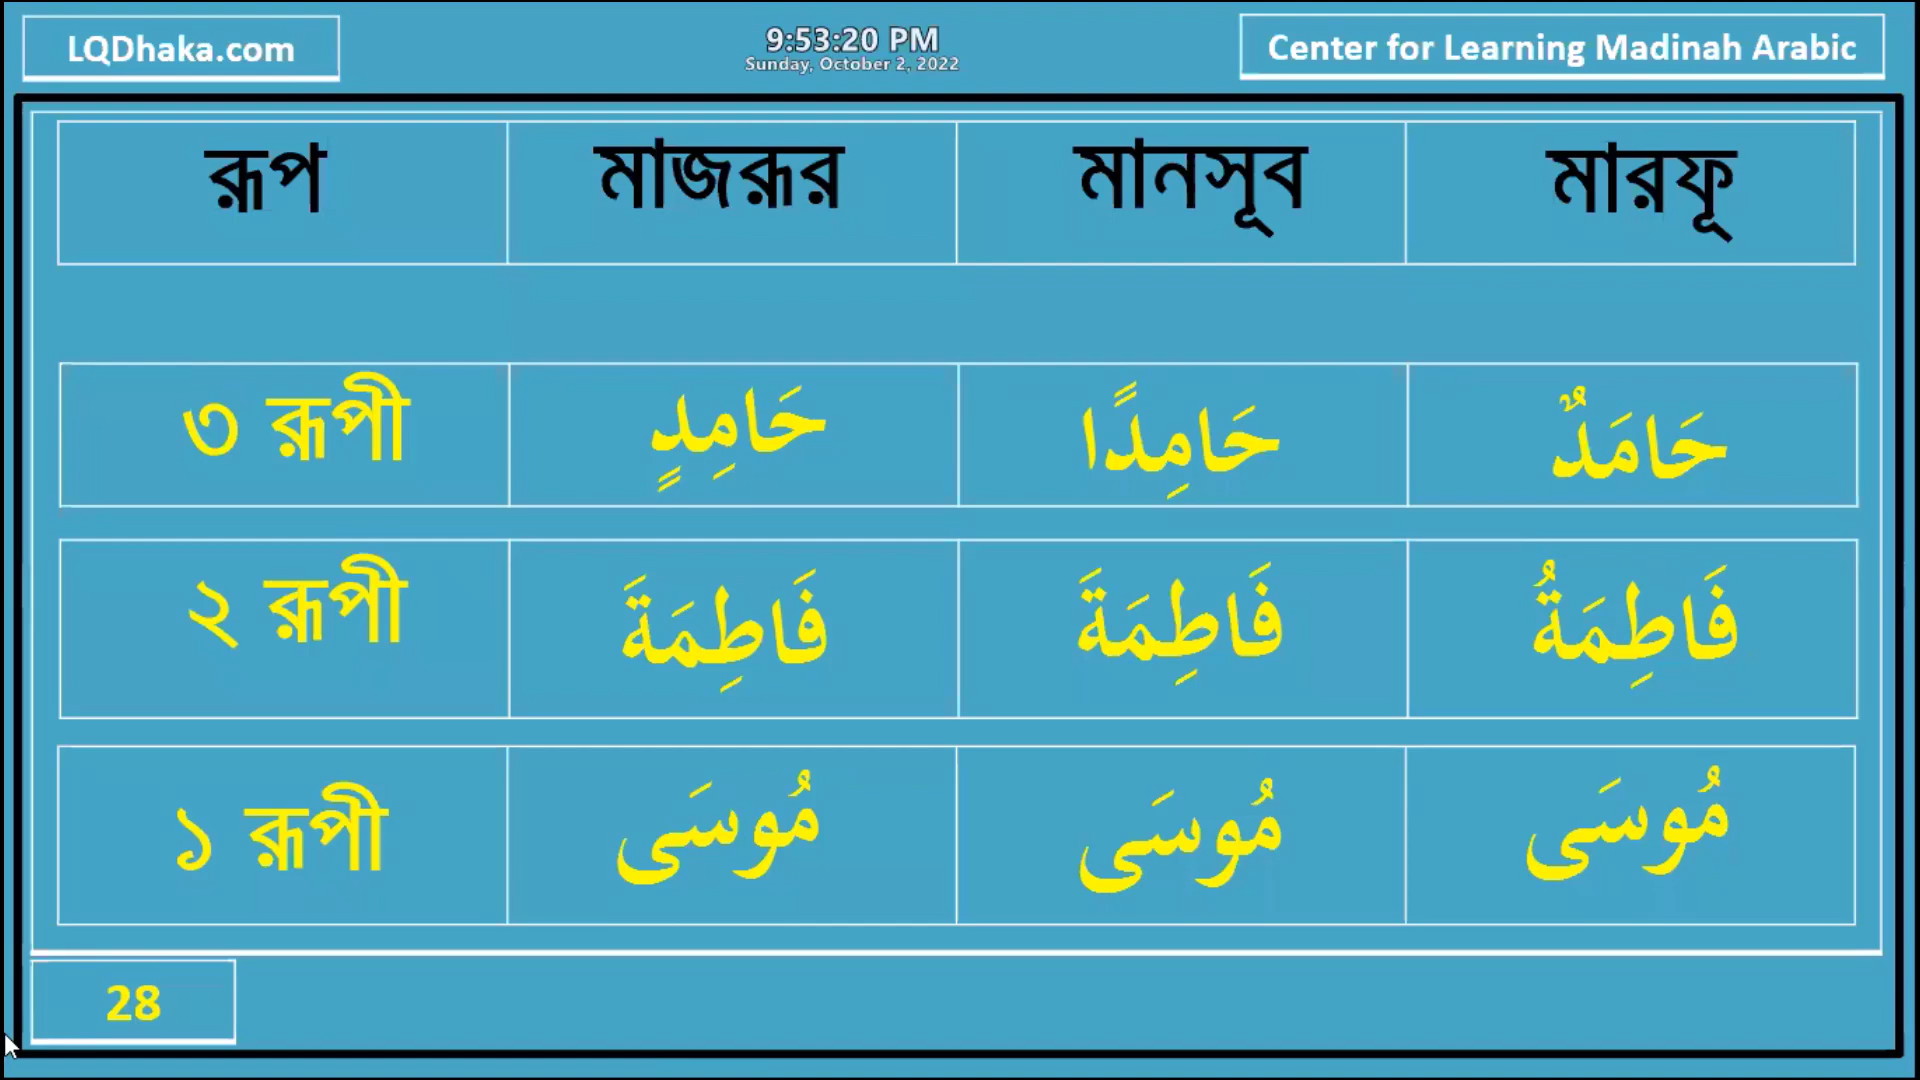 LQDhaka.com
9:53:20 PM
Sunday, October 2, 2022
Center for Learning Madinah Arabic
রূপ মাজরূর মানসূব মারফূ
৩ রূপী حَامِدٍ حَامِدًا حَامَدٌ
২ রূপী فَاطِمَةَ فَاطِمَةَ فَاطِمَةُ
১ রূপী مُوسَى مُوسَى مُوسَى
28